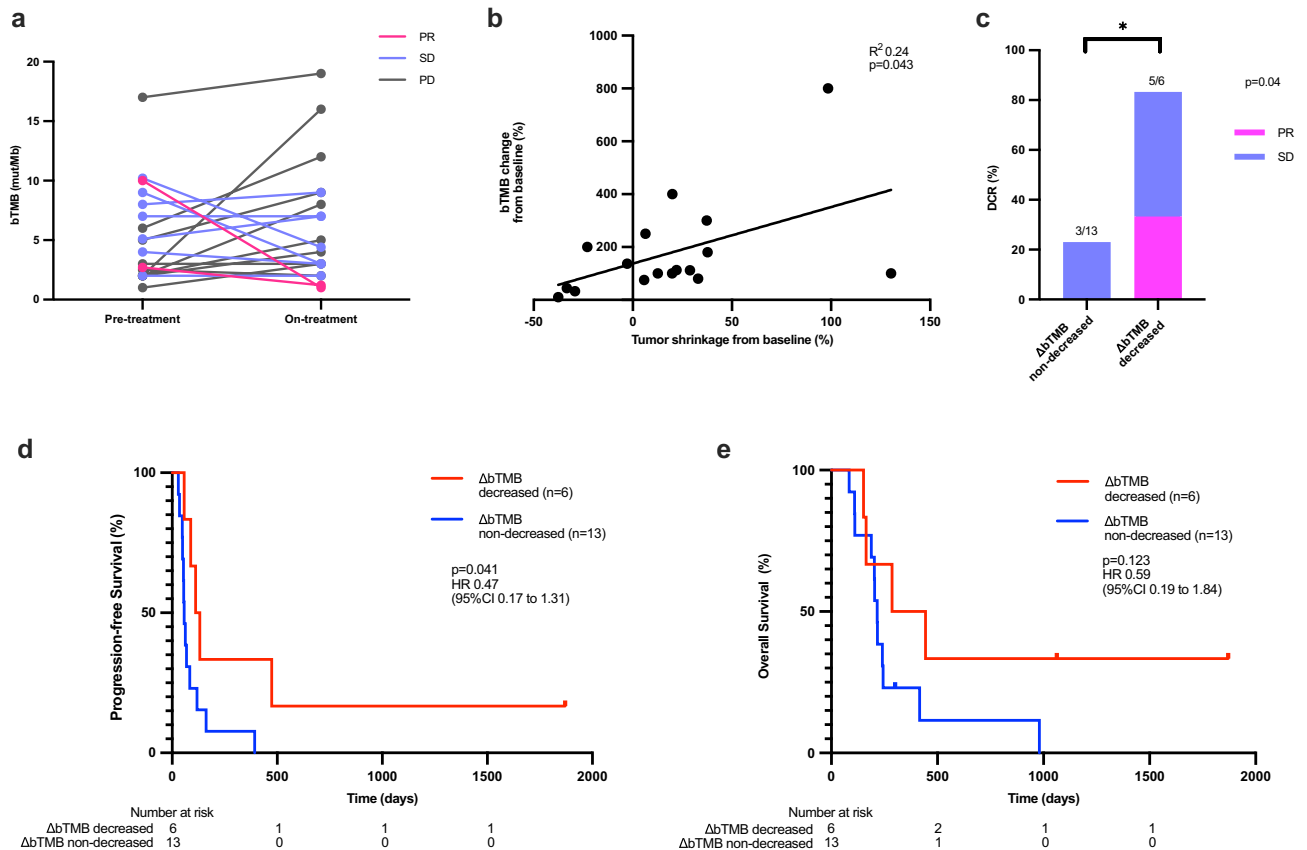 a
PR
SD
PD
bTMB (mut/Mb)
20
15
10
5
0
Pre-treatment
On-treatment
b
R2 0.24
p=0.043
bTMB change
from baseline (%)
1000
800
600
400
200
0
-50
0
50
100
150
Tumor shrinkage from baseline (%)
c
*
p=0.04
PR
SD
DCR (%)
100
80
60
40
20
0
5/6
3/13
ΔbTMB
non-decreased
ΔbTMB
decreased
d
ΔbTMB
decreased (n=6)
ΔbTMB
non-decreased (n=13)
p=0.041
HR 0.47
(95%CI 0.17 to 1.31)
Progression-free Survival (%)
100
50
0
0 500 1000 1500 2000
Time (days)
Number at risk
ΔbTMB decreased 6 1 1 1
ΔbTMB non-decreased 13 0 0 0
e
ΔbTMB
decreased (n=6)
ΔbTMB
non-decreased (n=13)
p=0.123
HR 0.59
(95%CI 0.19 to 1.84)
Overall Survival (%)
100
50
0
0 500 1000 1500 2000
Time (days)
Number at risk
ΔbTMB decreased 6 2 1 1
ΔbTMB non-decreased 13 1 0 0